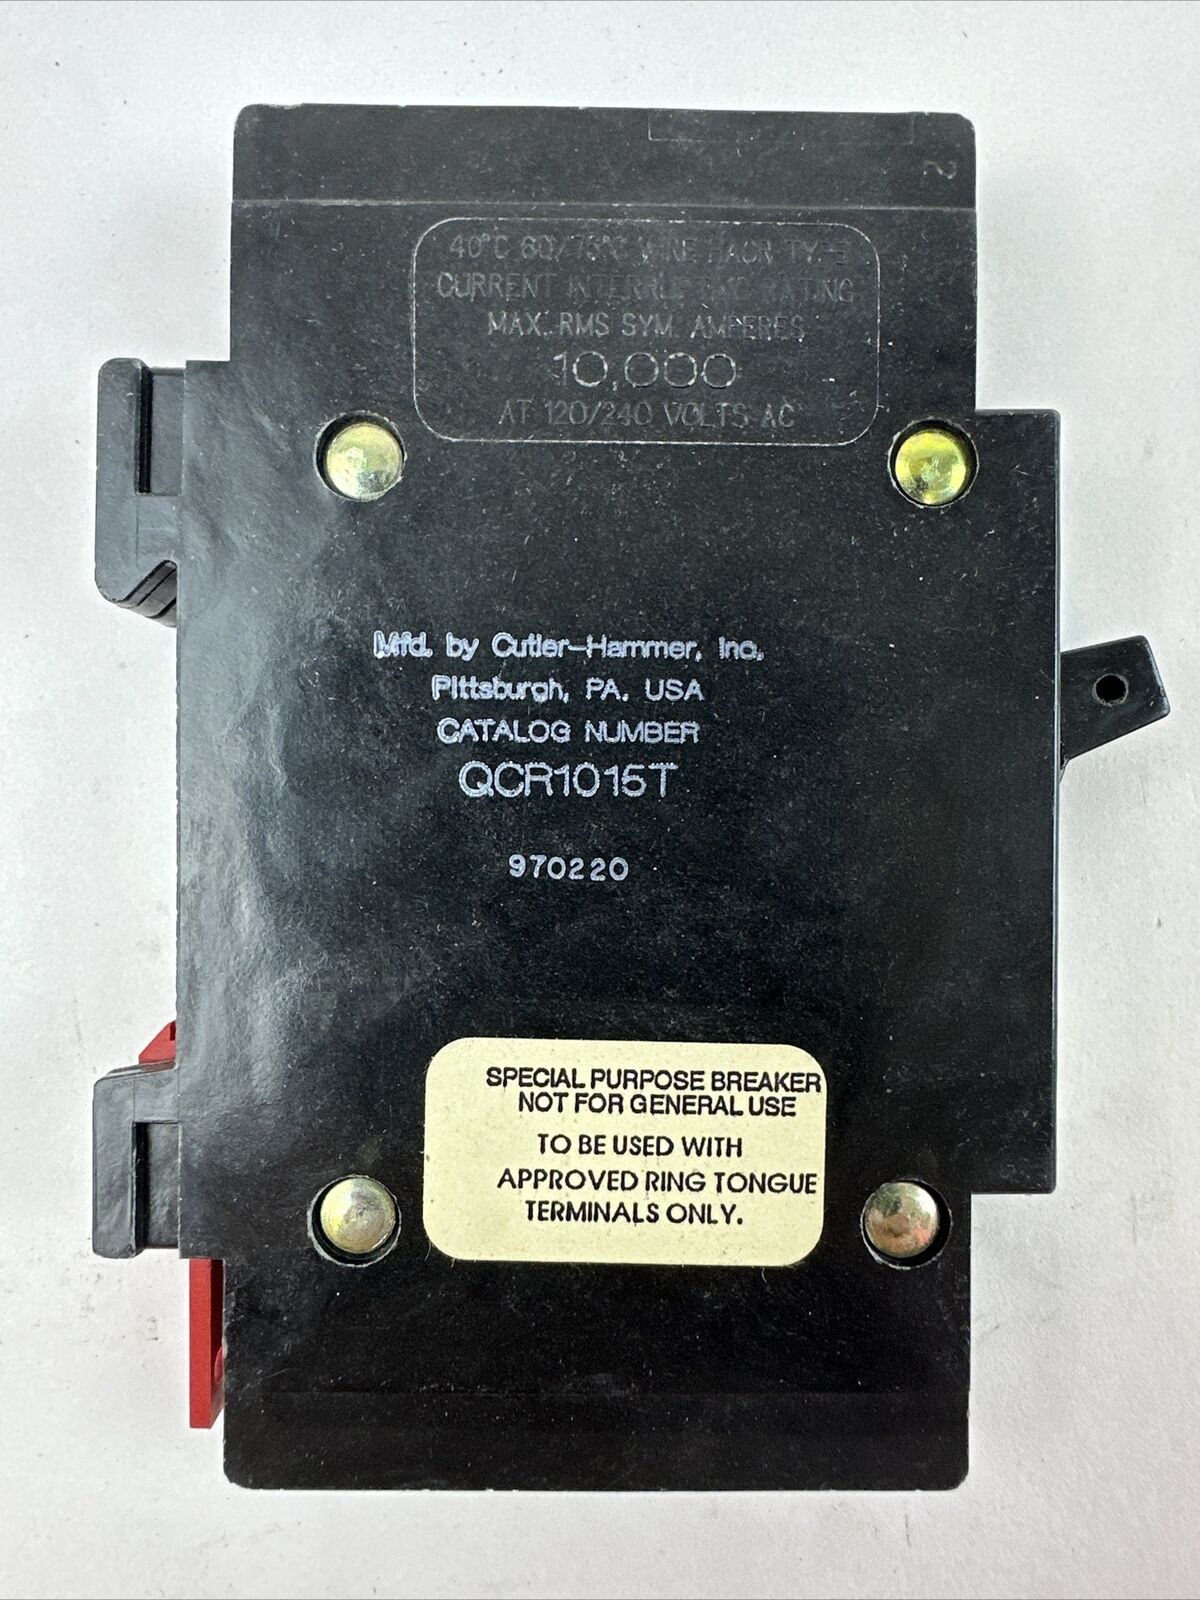 2
40°C 60/75°C WIRE HACR TYPE
CURRENT INTERRUPTING RATING
MAX. RMS SYM. AMPERES
10,000
AT 120/240 VOLTS AC
Mfd. by Cutler-Hammer, Inc.
Pittsburgh, PA. USA
CATALOG NUMBER
QCR1015T
970220
SPECIAL PURPOSE BREAKER
NOT FOR GENERAL USE
TO BE USED WITH
APPROVED RING TONGUE
TERMINALS ONLY.